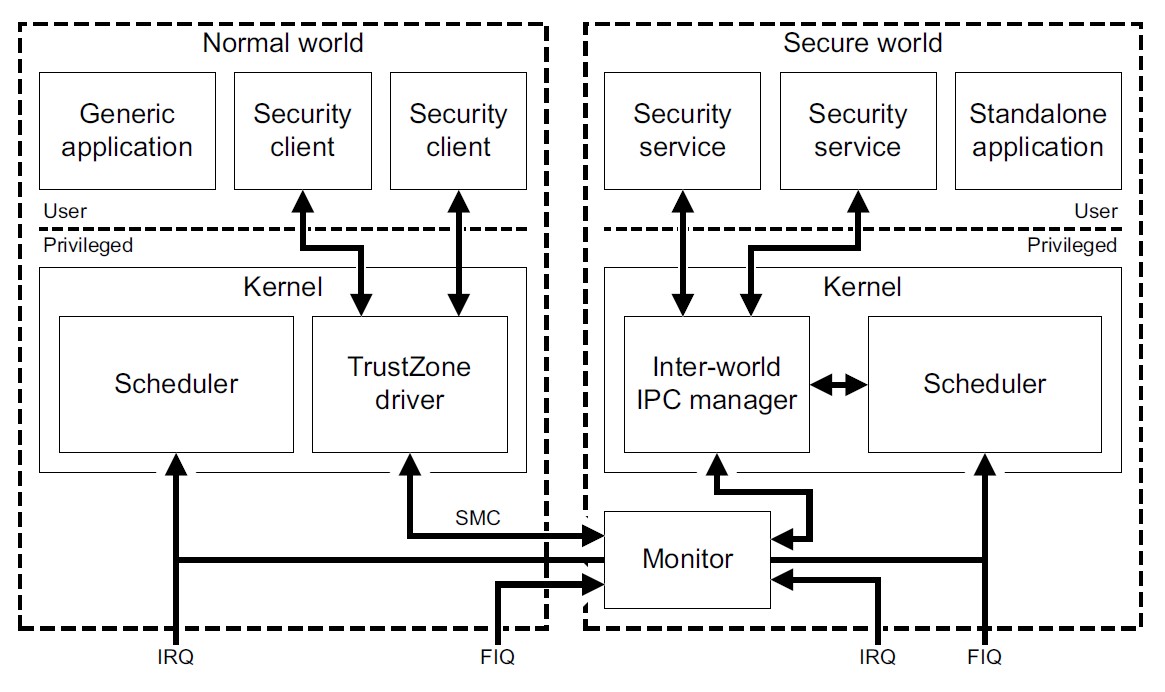 Normal world
Secure world
Generic
application
Security
client
Security
client
Security
service
Security
service
Standalone
application
User
User
Privileged
Privileged
Kernel
Kernel
Scheduler
TrustZone
driver
Inter-world
IPC manager
Scheduler
SMC
Monitor
IRQ
FIQ
IRQ
FIQ